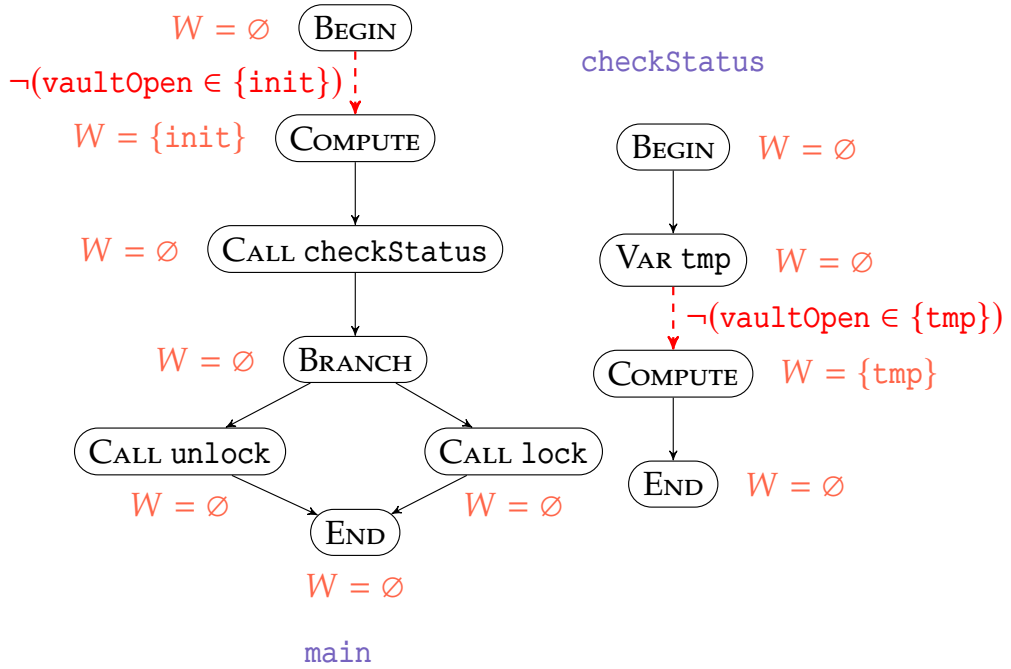 W = ∅ BEGIN
¬(vaultOpen ∈ {init})
W = {init} COMPUTE
W = ∅ CALL checkStatus
W = ∅ BRANCH
CALL unlock CALL lock
W = ∅ W = ∅
END
W = ∅
main
checkStatus
BEGIN W = ∅
VAR tmp W = ∅
¬(vaultOpen ∈ {tmp})
COMPUTE W = {tmp}
END W = ∅